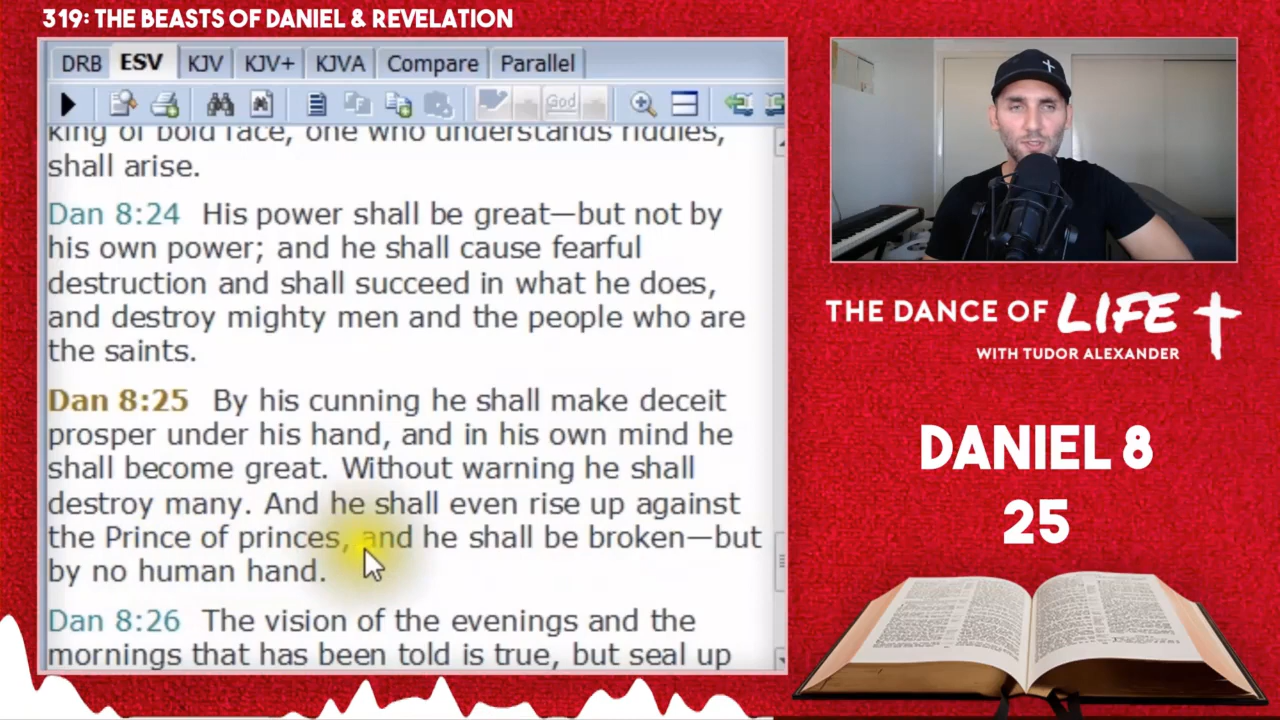 319: THE BEASTS OF DANIEL & REVELATION
DRB ESV KJV KJV+ KJVA Compare Parallel
God
king of bold face, one who understands riddles,
shall arise.
Dan 8:24 His power shall be great—but not by
his own power; and he shall cause fearful
destruction and shall succeed in what he does,
and destroy mighty men and the people who are
the saints.
Dan 8:25 By his cunning he shall make deceit
prosper under his hand, and in his own mind he
shall become great. Without warning he shall
destroy many. And he shall even rise up against
the Prince of princes, and he shall be broken—but
by no human hand.
Dan 8:26 The vision of the evenings and the
mornings that has been told is true, but seal up
THE DANCE OF LIFE
WITH TUDOR ALEXANDER
DANIEL 8
25